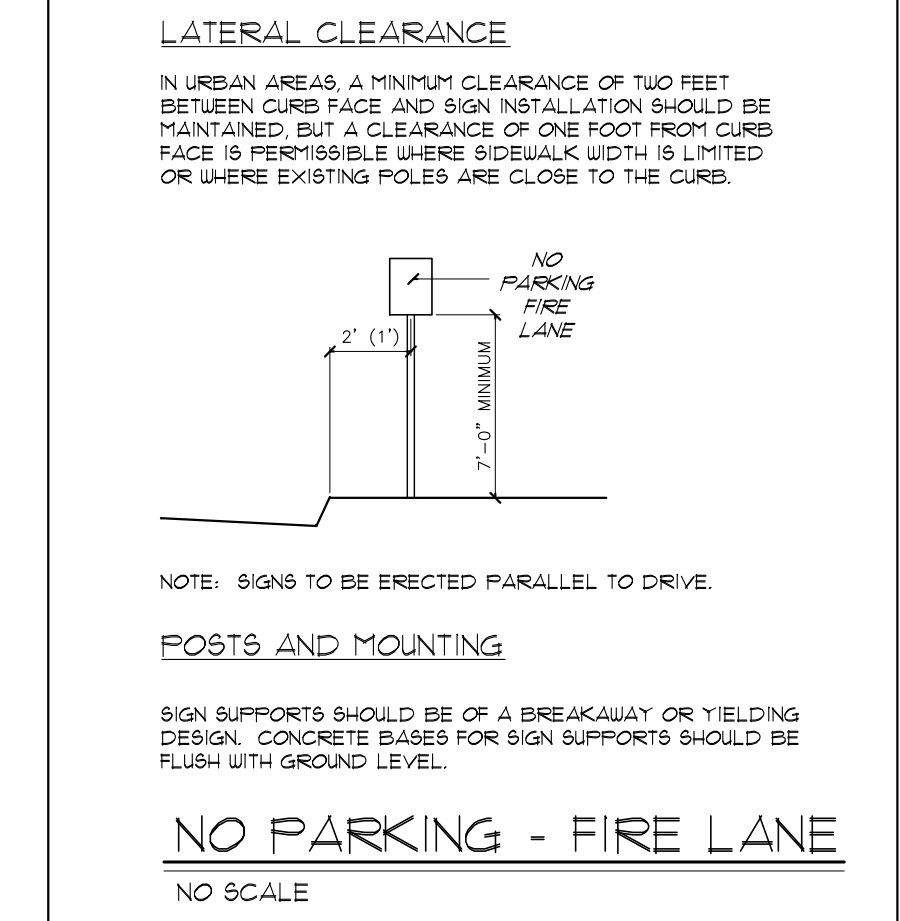 LATERAL CLEARANCE
IN URBAN AREAS, A MINIMUM CLEARANCE OF TWO FEET
BETWEEN CURB FACE AND SIGN INSTALLATION SHOULD BE
MAINTAINED, BUT A CLEARANCE OF ONE FOOT FROM CURB
FACE IS PERMISSIBLE WHERE SIDEWALK WIDTH IS LIMITED
OR WHERE EXISTING POLES ARE CLOSE TO THE CURB.
NO
PARKING
FIRE
LANE
2' (1')
7'-0" MINIMUM
NOTE: SIGNS TO BE ERECTED PARALLEL TO DRIVE.
POSTS AND MOUNTING
SIGN SUPPORTS SHOULD BE OF A BREAKAWAY OR YIELDING
DESIGN. CONCRETE BASES FOR SIGN SUPPORTS SHOULD BE
FLUSH WITH GROUND LEVEL.
NO PARKING - FIRE LANE
NO SCALE